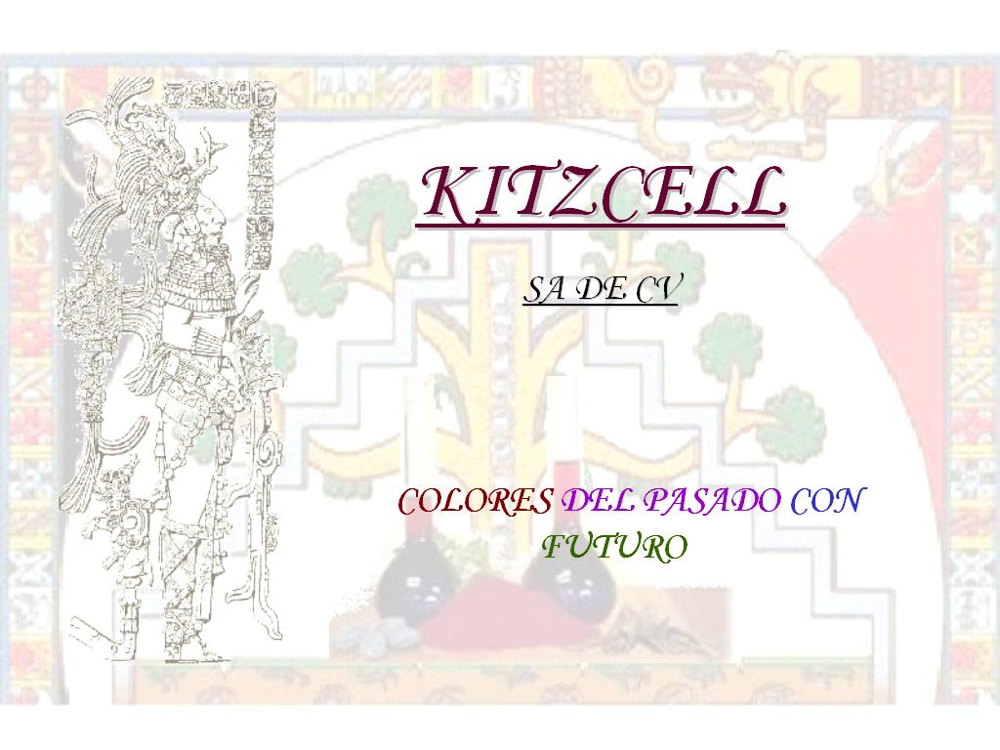 KITZCELL
SA DE CV
COLORES DEL PASADO CON
FUTURO